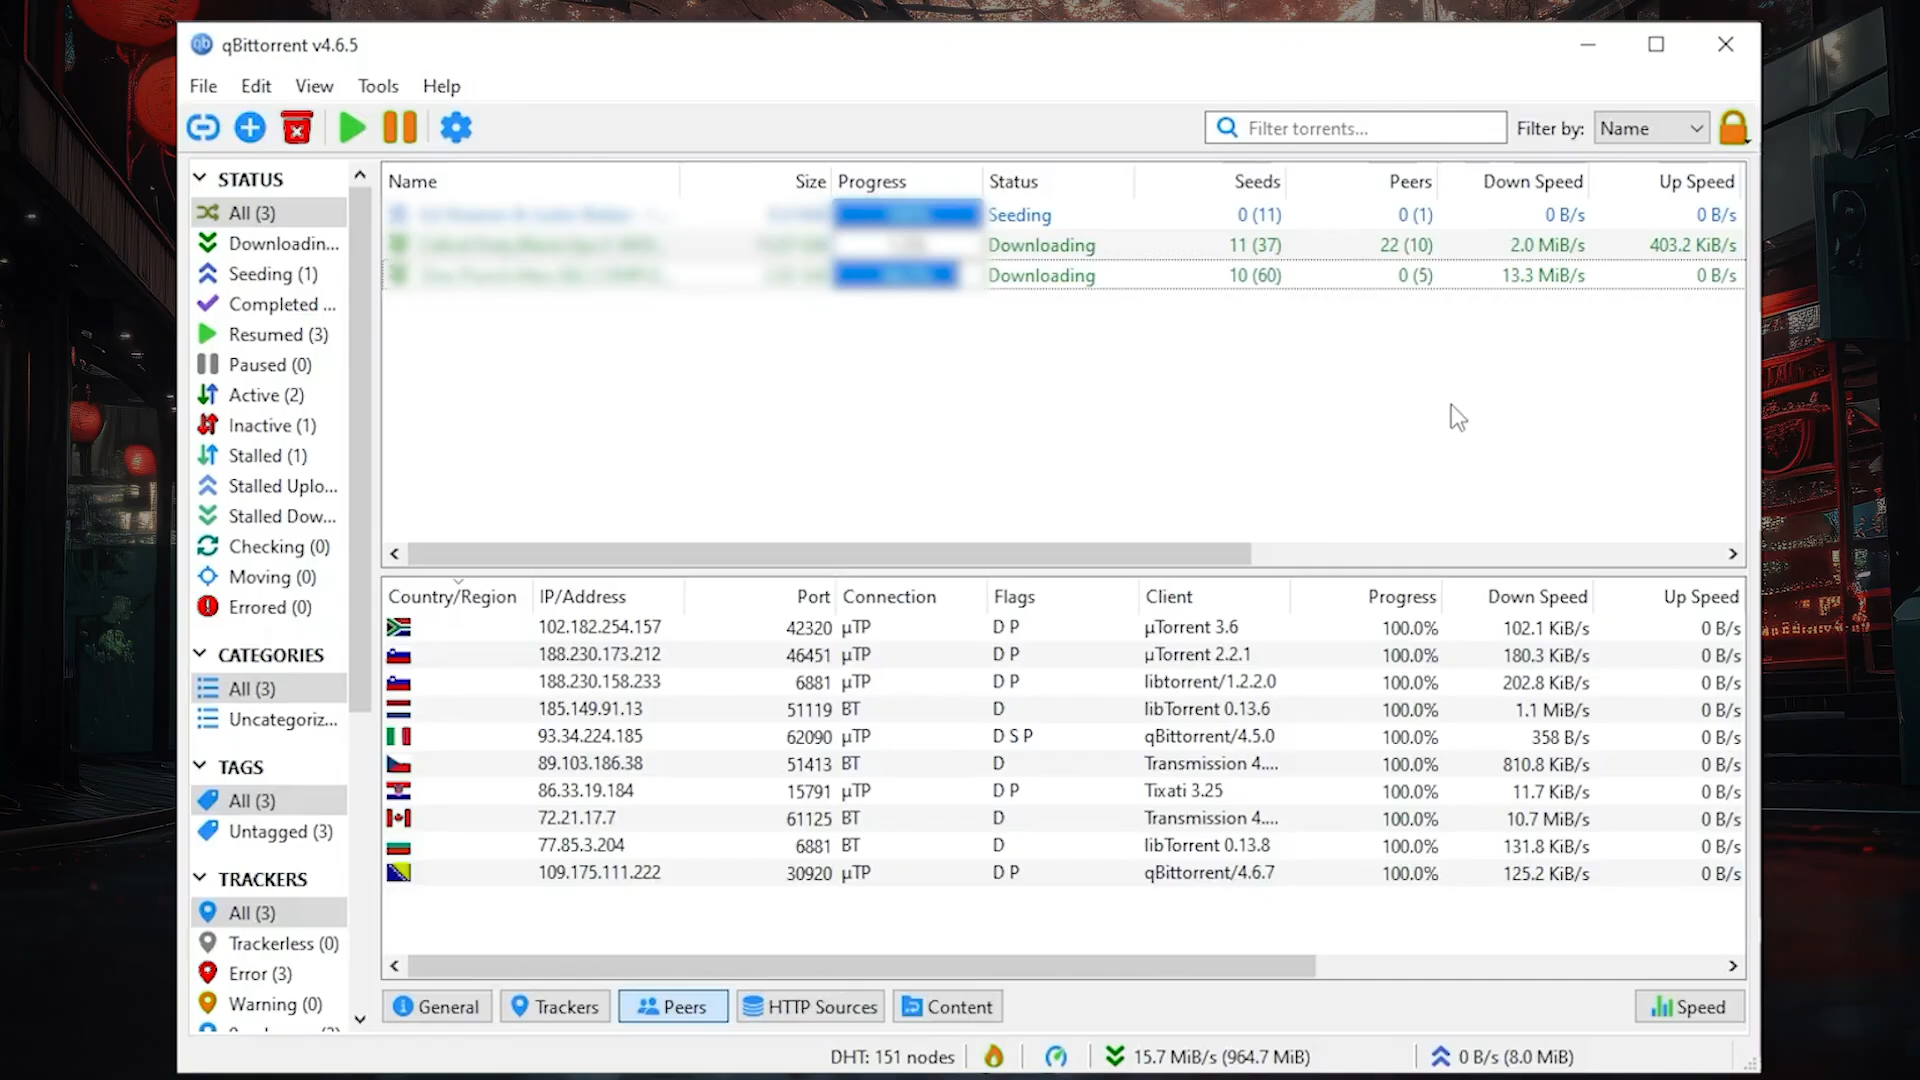 qBittorrent v4.6.5
File Edit View Tools Help
Filter torrents... Filter by: Name
STATUS
All (3)
Downloadin...
Seeding (1)
Completed ...
Resumed (3)
Paused (0)
Active (2)
Inactive (1)
Stalled (1)
Stalled Uplo...
Stalled Dow...
Checking (0)
Moving (0)
Errored (0)
CATEGORIES
All (3)
Uncategoriz...
TAGS
All (3)
Untagged (3)
TRACKERS
All (3)
Trackerless (0)
Error (3)
Warning (0)
Name Size Progress Status Seeds Peers Down Speed Up Speed
Seeding 0 (11) 0 (1) 0 B/s 0 B/s
Downloading 11 (37) 22 (10) 2.0 MiB/s 403.2 KiB/s
Downloading 10 (60) 0 (5) 13.3 MiB/s 0 B/s
Country/Region IP/Address Port Connection Flags Client Progress Down Speed Up Speed
102.182.254.157 42320 μTP D P μTorrent 3.6 100.0% 102.1 KiB/s 0 B/s
188.230.173.212 46451 μTP D P μTorrent 2.2.1 100.0% 180.3 KiB/s 0 B/s
188.230.158.233 6881 μTP D P libtorrent/1.2.2.0 100.0% 202.8 KiB/s 0 B/s
185.149.91.13 51119 BT D libTorrent 0.13.6 100.0% 1.1 MiB/s 0 B/s
93.34.224.185 62090 μTP D S P qBittorrent/4.5.0 100.0% 358 B/s 0 B/s
89.103.186.38 51413 BT D Transmission 4.... 100.0% 810.8 KiB/s 0 B/s
86.33.19.184 15791 μTP D P Tixati 3.25 100.0% 11.7 KiB/s 0 B/s
72.21.17.7 61125 BT D Transmission 4.... 100.0% 10.7 MiB/s 0 B/s
77.85.3.204 6881 BT D libTorrent 0.13.8 100.0% 131.8 KiB/s 0 B/s
109.175.111.222 30920 μTP D P qBittorrent/4.6.7 100.0% 125.2 KiB/s 0 B/s
General Trackers Peers HTTP Sources Content Speed
DHT: 151 nodes 15.7 MiB/s (964.7 MiB) 0 B/s (8.0 MiB)